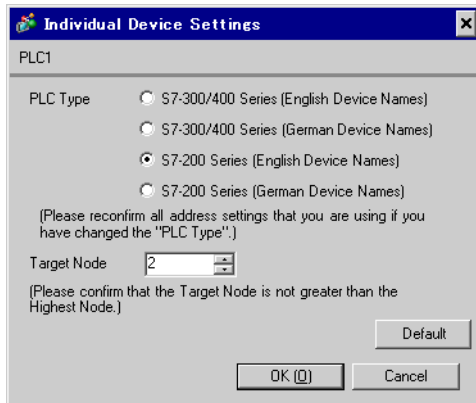 Individual Device Settings
PLC1
PLC Type
S7-300/400 Series (English Device Names)
S7-300/400 Series (German Device Names)
S7-200 Series (English Device Names)
S7-200 Series (German Device Names)
(Please reconfirm all address settings that you are using if you
have changed the "PLC Type".)
Target Node 2
(Please confirm that the Target Node is not greater than the
Highest Node.)
Default
OK (O) Cancel